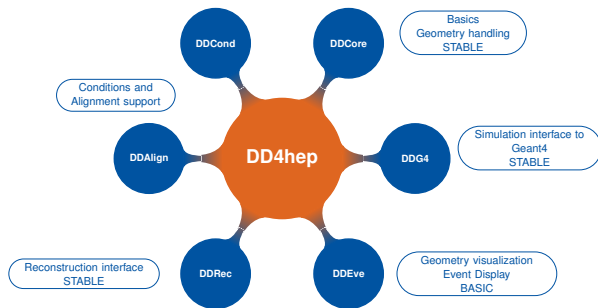 DDCond
DDCore
Basics
Geometry handling
STABLE
Conditions and
Alignment support
DDAlign
DD4hep
DDG4
Simulation interface to
Geant4
STABLE
Reconstruction interface
STABLE
DDRec
DDEve
Geometry visualization
Event Display
BASIC